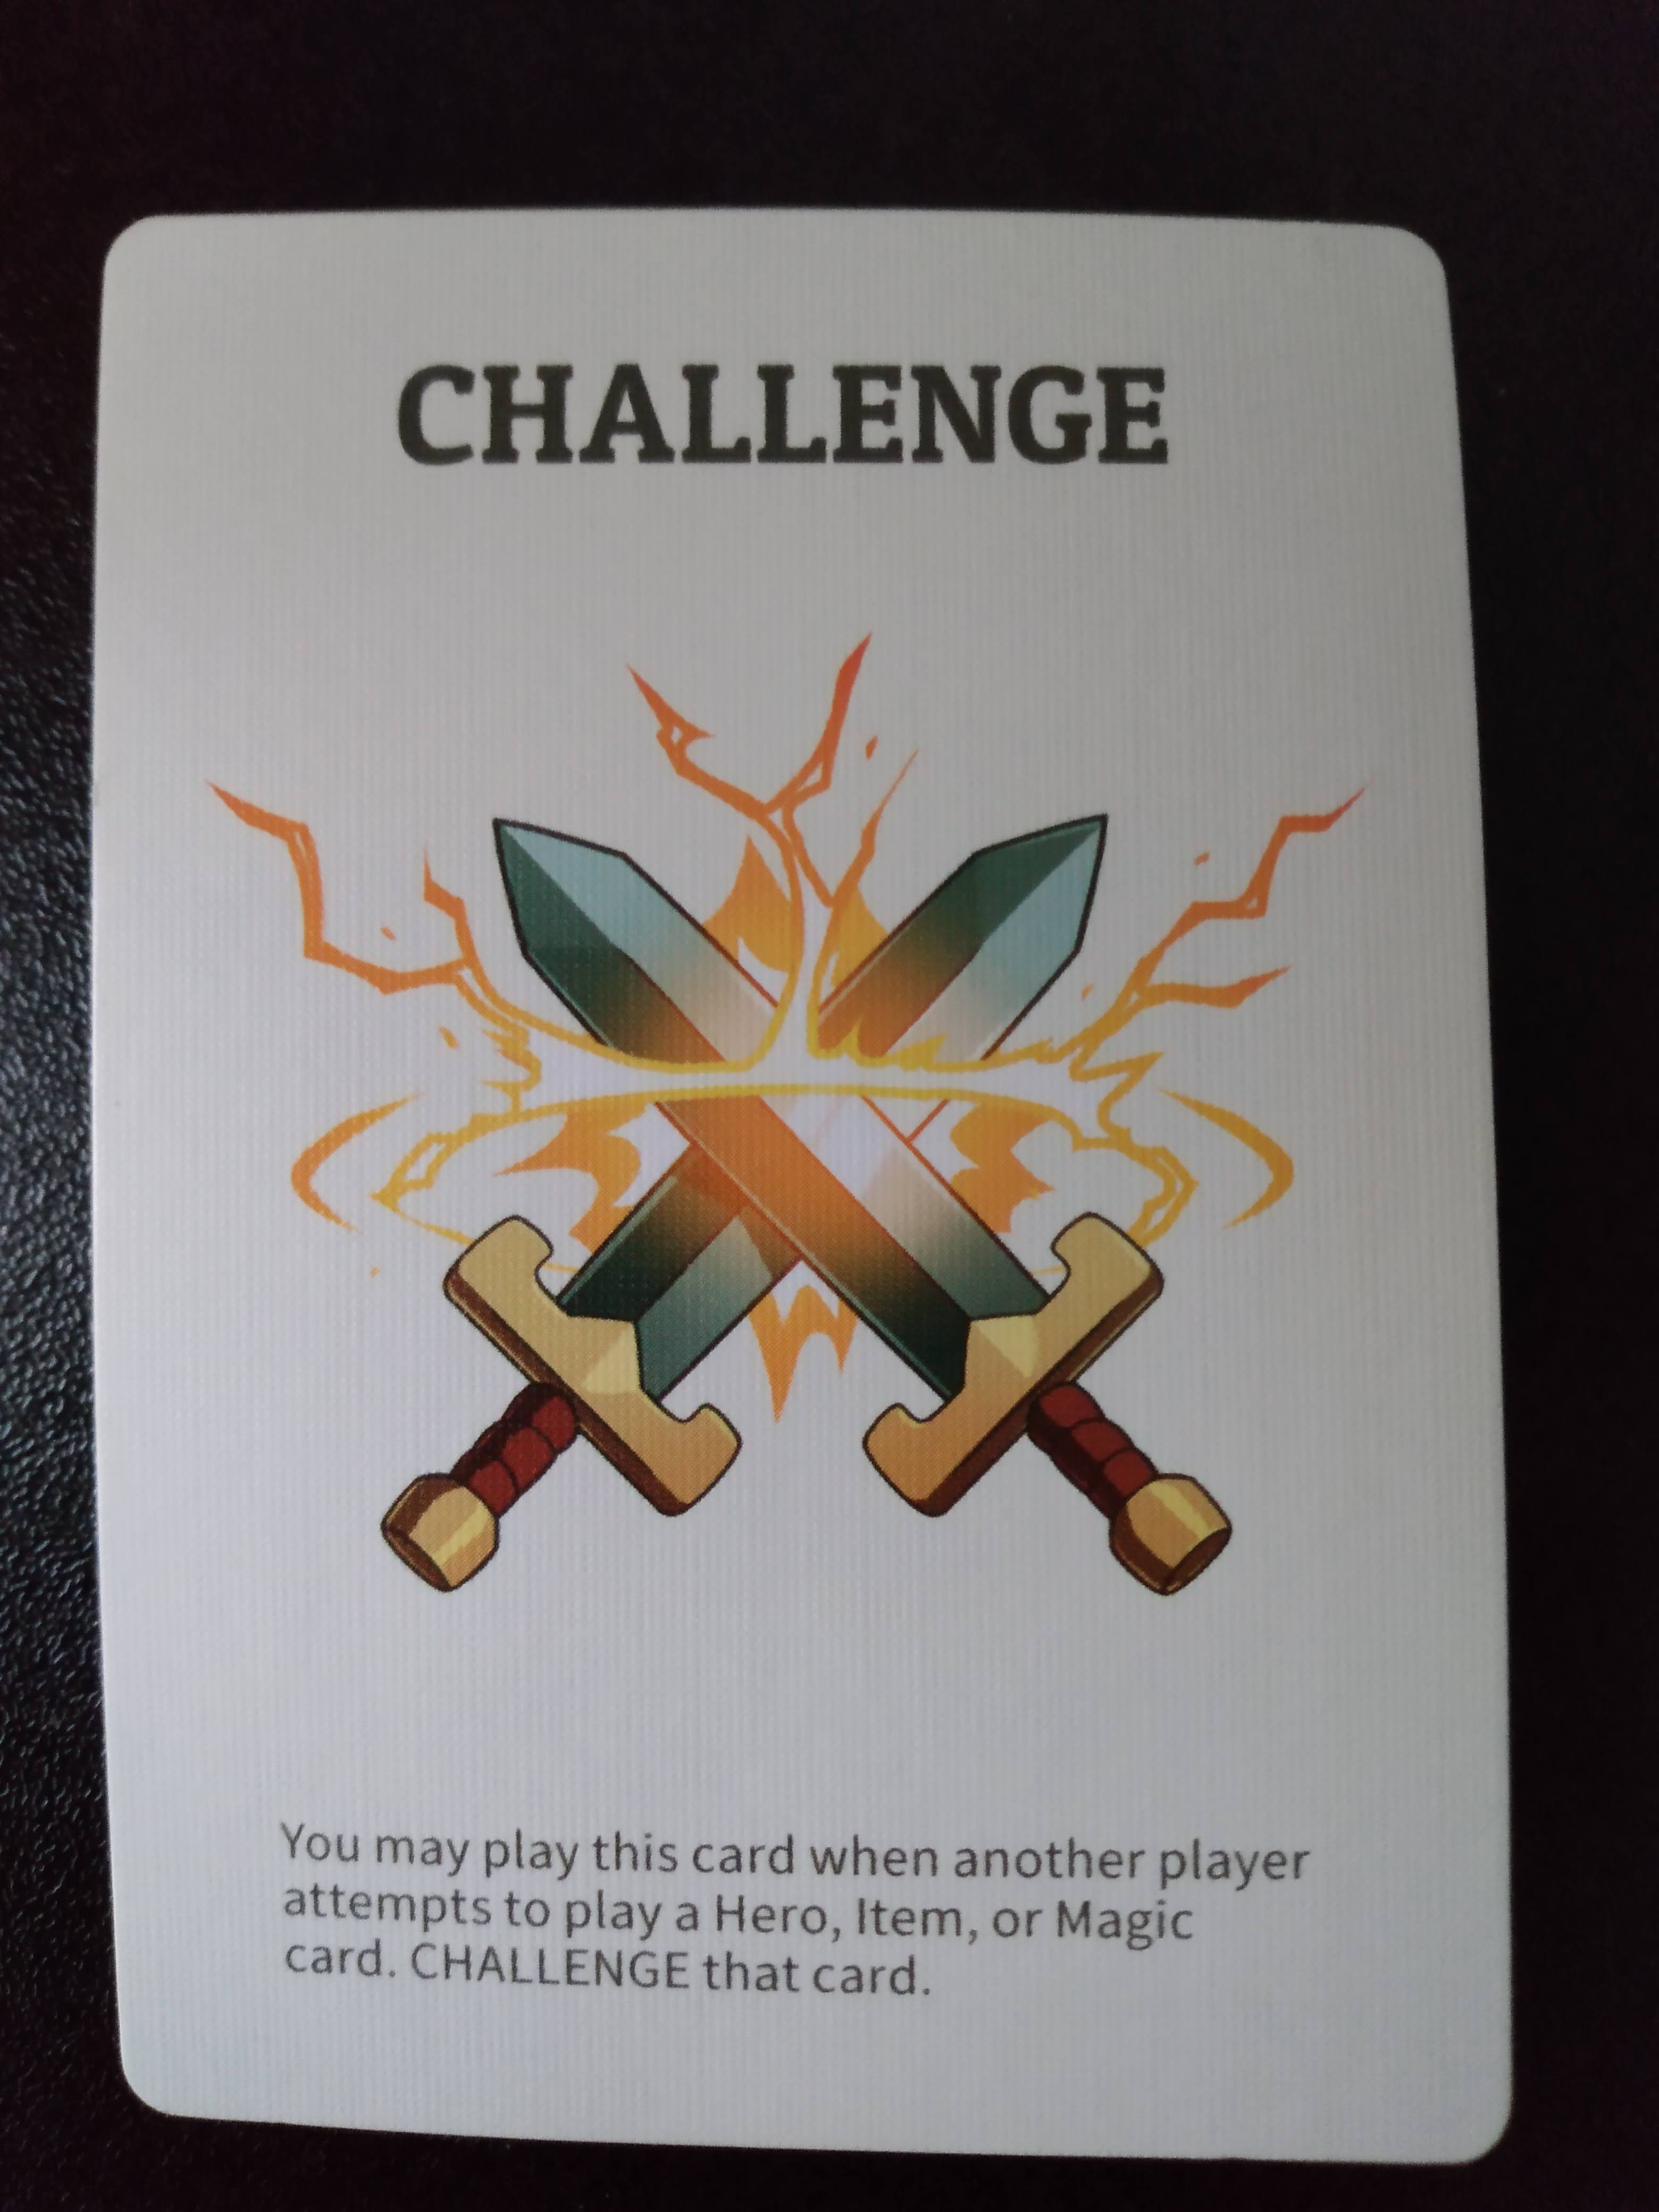 CHALLENGE
You may play this card when another player
attempts to play a Hero, Item, or Magic
card. CHALLENGE that card.